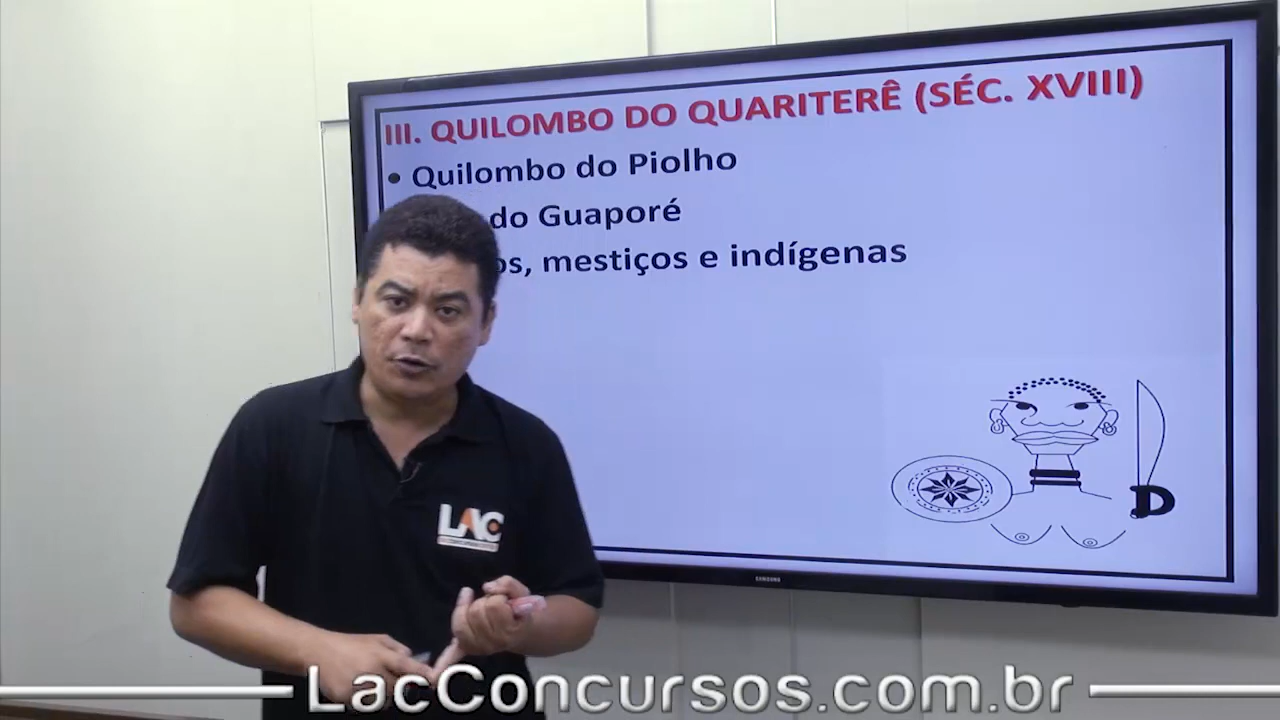 III. QUILOMBO DO QUARITERÊ (SÉC. XVIII)
• Quilombo do Piolho
do Guaporé
mestiços e indígenas
LAC
SAMSUNG
LacConcursos.com.br